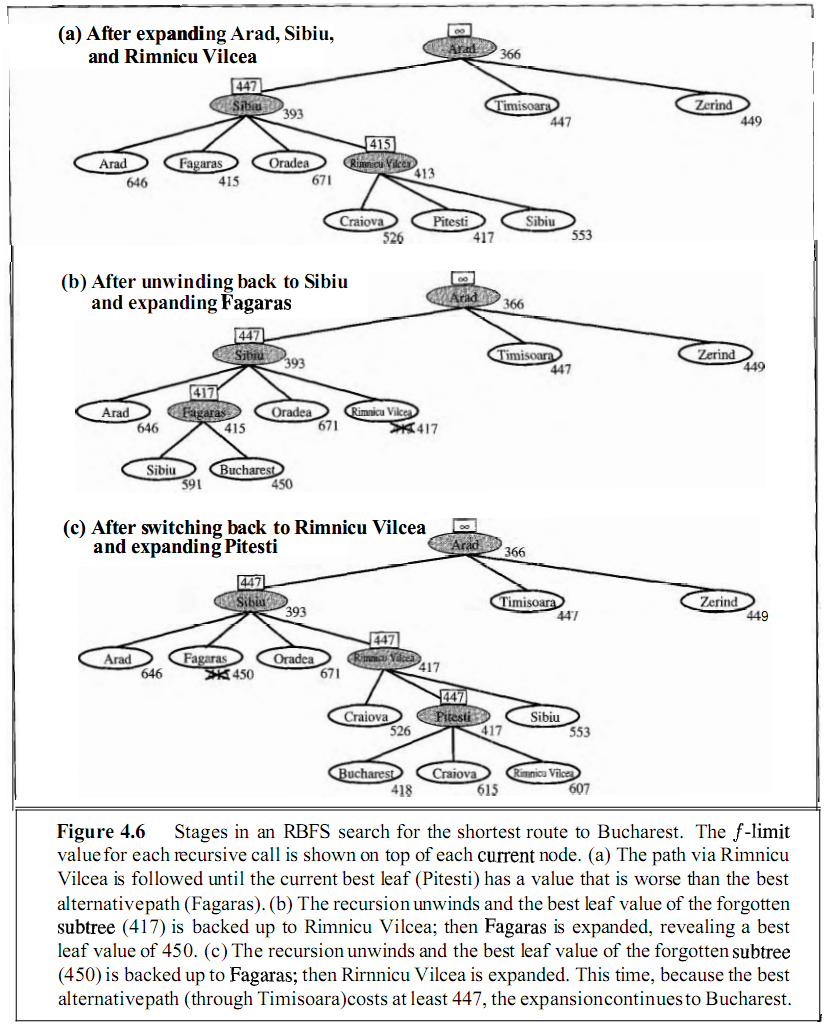 (a) After expanding Arad, Sibiu,
and Rimnicu Vilcea
∞
Arad
366
447
Sibiu
393
Timisoara
447
Zerind
449
Arad
646
Fagaras
415
Oradea
671
415
Rimnicu Vilcea
413
Craiova
526
Pitesti
417
Sibiu
553
(b) After unwinding back to Sibiu
and expanding Fagaras
∞
Arad
366
447
Sibiu
393
Timisoara
447
Zerind
449
Arad
646
417
Fagaras
415
Oradea
671
Rimnicu Vilcea
417
Sibiu
591
Bucharest
450
(c) After switching back to Rimnicu Vilcea
and expanding Pitesti
∞
Arad
366
447
Sibiu
393
Timisoara
447
Zerind
449
Arad
646
Fagaras
450
Oradea
671
447
Rimnicu Vilcea
417
Craiova
526
447
Pitesti
417
Sibiu
553
Bucharest
418
Craiova
615
Rimnicu Vilcea
607
Figure 4.6 Stages in an RBFS search for the shortest route to Bucharest. The f-limit
value for each recursive call is shown on top of each current node. (a) The path via Rimnicu
Vilcea is followed until the current best leaf (Pitesti) has a value that is worse than the best
alternativepath (Fagaras). (b) The recursion unwinds and the best leaf value of the forgotten
subtree (417) is backed up to Rimnicu Vilcea; then Fagaras is expanded, revealing a best
leaf value of 450. (c) The recursion unwinds and the best leaf value of the forgotten subtree
(450) is backed up to Fagaras; then Rirnnicu Vilcea is expanded. This time, because the best
alternativepath (through Timisoara)costs at least 447, the expansioncontinues to Bucharest.